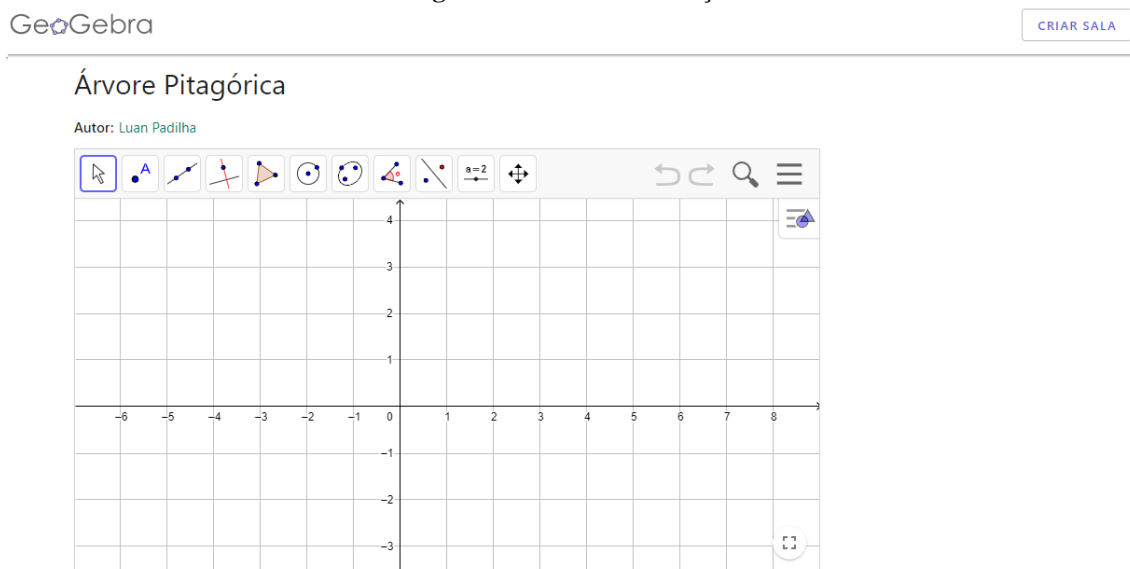 GeoGebra
CRIAR SALA
Árvore Pitagórica
Autor: Luan Padilha
A
a=2
4
3
2
1
−6 −5 −4 −3 −2 −1 0 1 2 3 4 5 6 7 8
−1
−2
−3